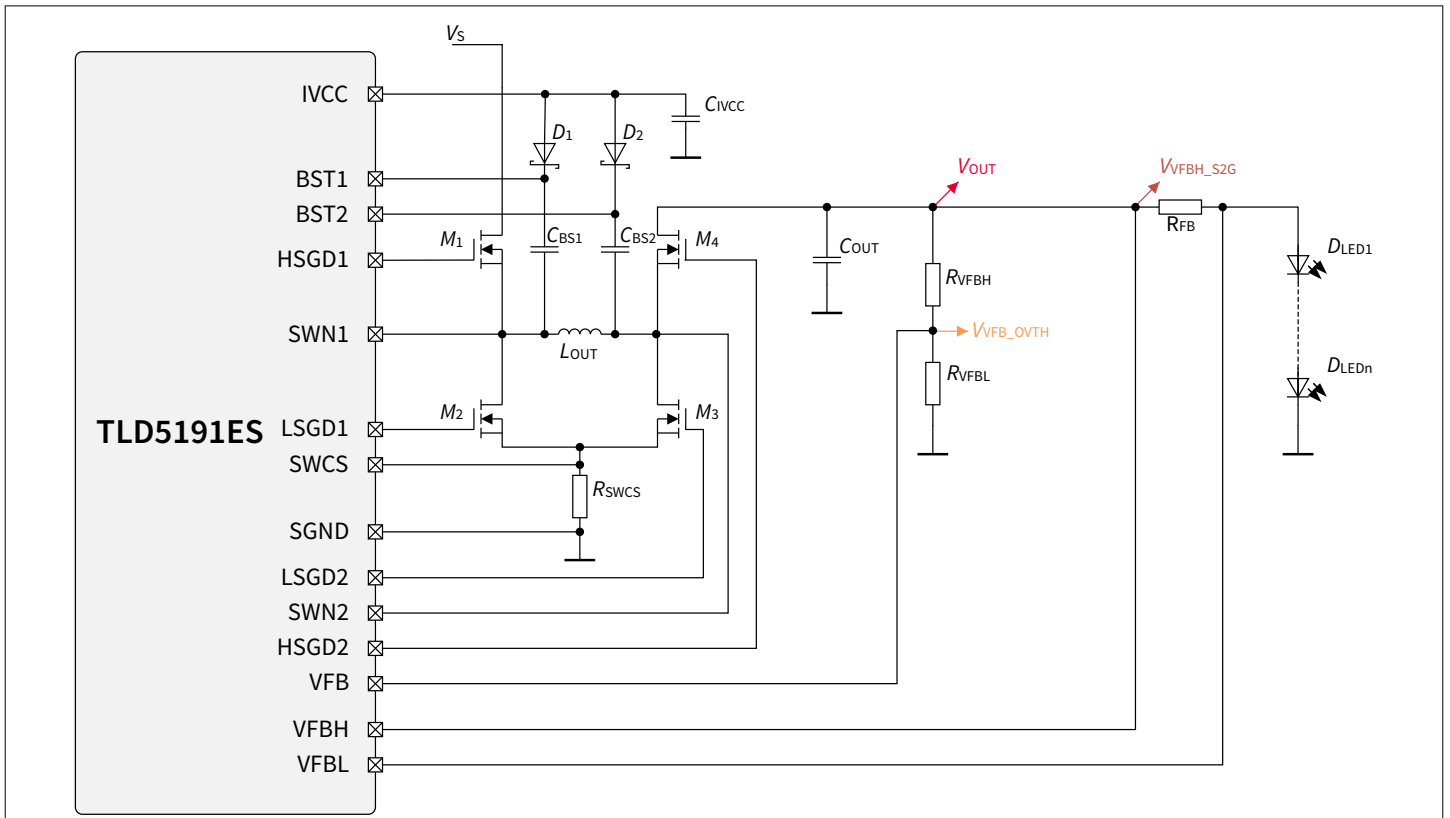 VS
IVCC
CIVCC
D1
D2
BST1
BST2
VOUT
VVFBH_S2G
RFB
M1
CBS1
CBS2
M4
COUT
DLED1
HSGD1
RVFBH
SWN1
VVFB_OVTH
LOUT
RVFBL
DLEDn
M2
M3
TLD5191ES
LSGD1
SWCS
RSWCS
SGND
LSGD2
SWN2
HSGD2
VFB
VFBH
VFBL